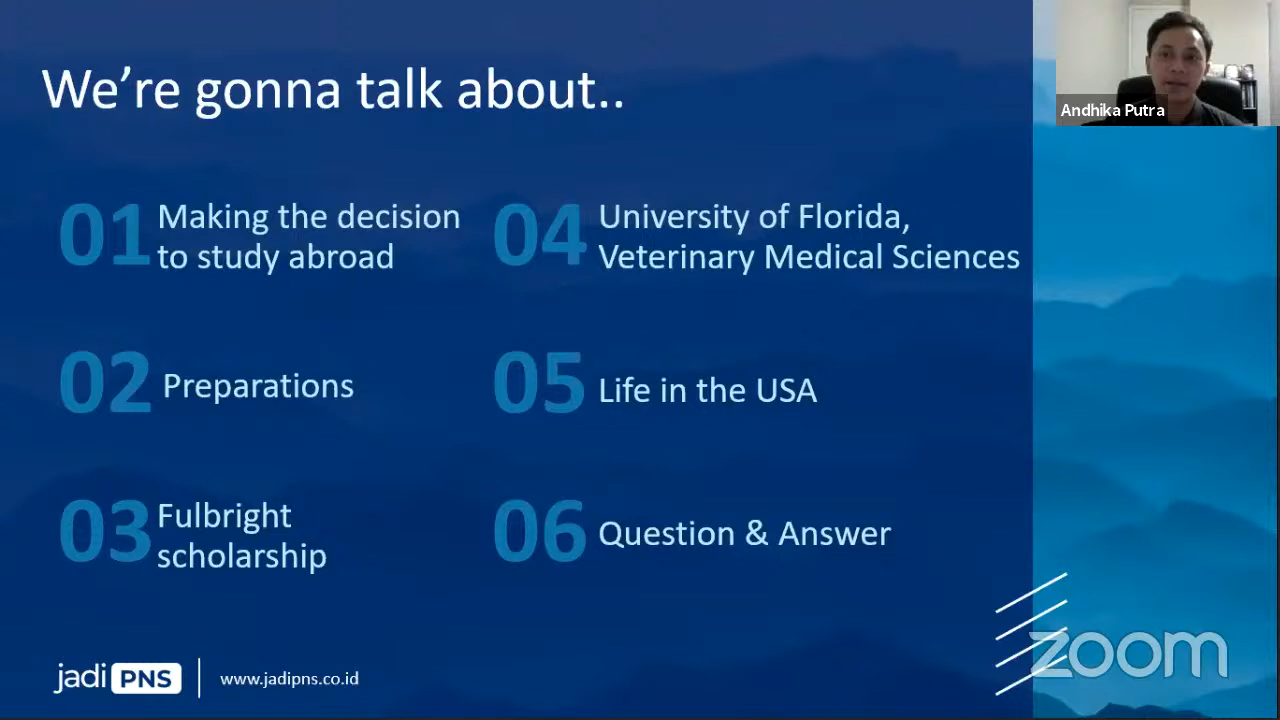 We're gonna talk about..
Andhika Putra
01
Making the decision
to study abroad
02
Preparations
03
Fulbright
scholarship
04
University of Florida,
Veterinary Medical Sciences
05
Life in the USA
06
Question & Answer
jadi PNS
www.jadipns.co.id
zoom